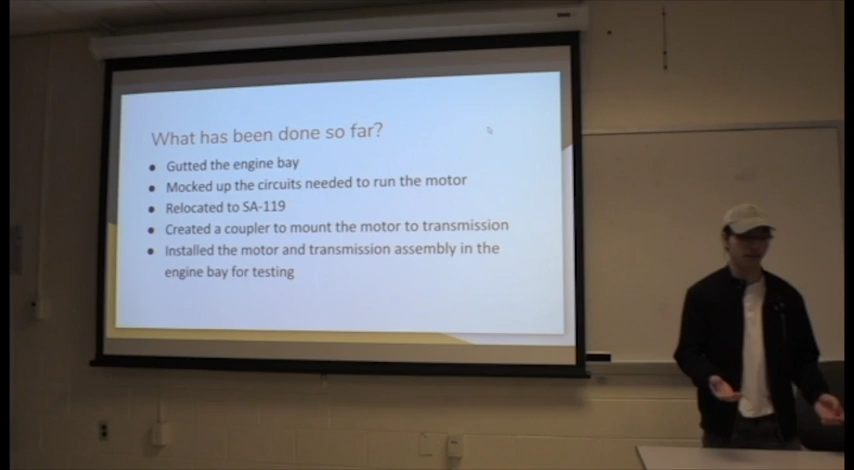 What has been done so far?
● Gutted the engine bay
● Mocked up the circuits needed to run the motor
● Relocated to SA-119
● Created a coupler to mount the motor to transmission
● Installed the motor and transmission assembly in the
engine bay for testing